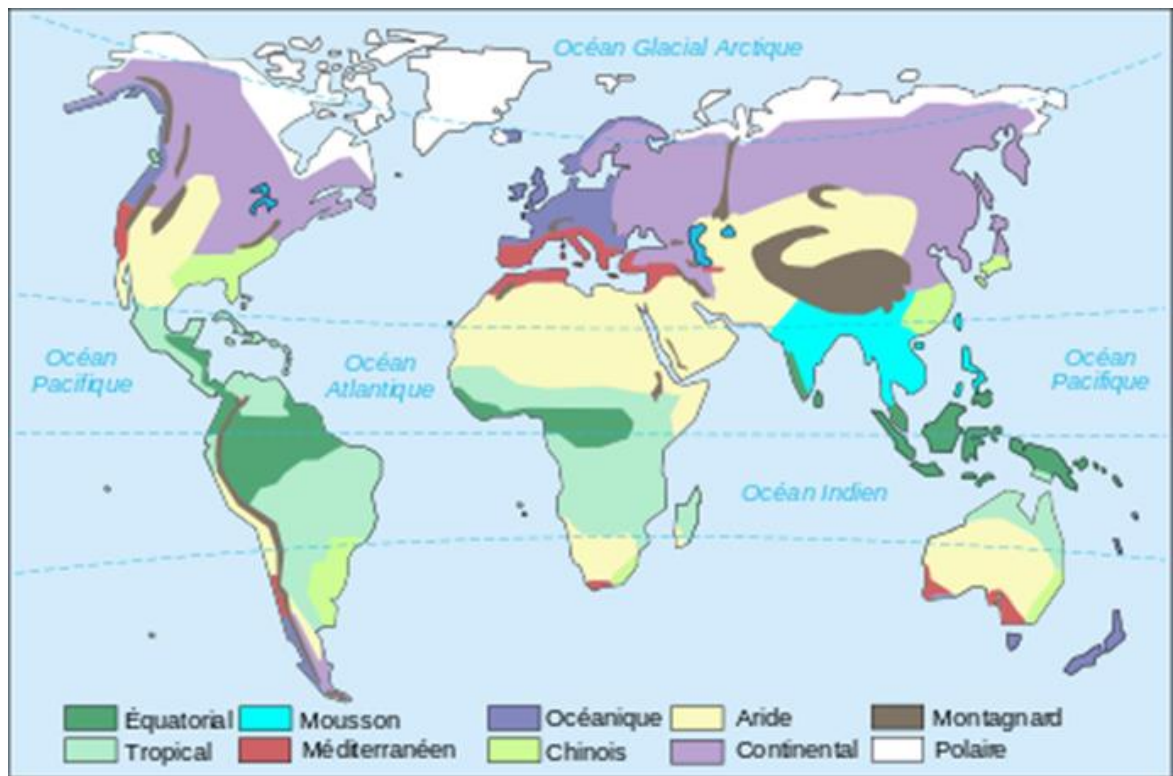 Océan Glacial Arctique
Océan
Pacifique
Océan
Atlantique
Océan
Pacifique
Océan Indien
Équatorial
Mousson
Océanique
Aride
Montagnard
Tropical
Méditerranéen
Chinois
Continental
Polaire